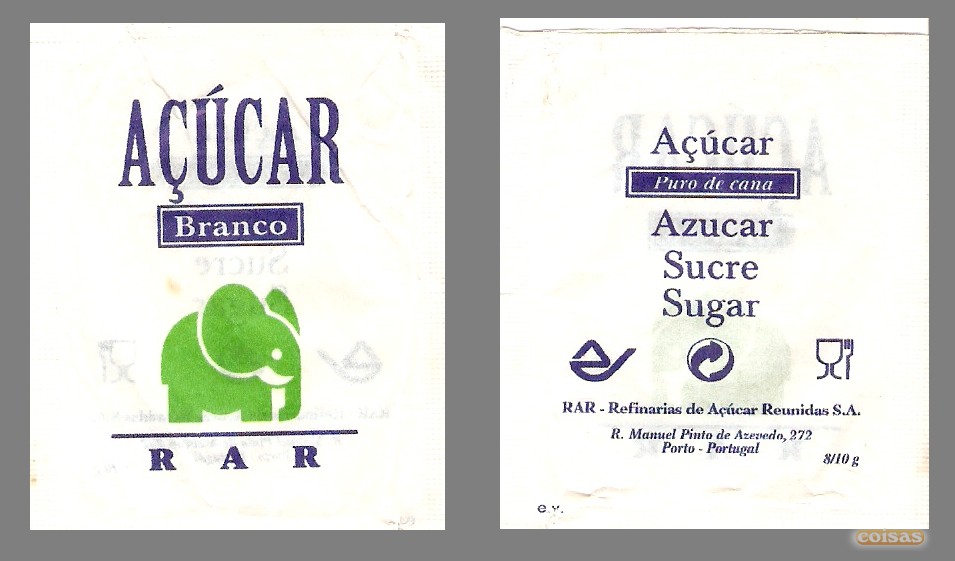 AÇÚCAR
Branco
R A R
Açúcar
Puro de cana
Azucar
Sucre
Sugar
RAR - Refinarias de Açúcar Reunidas S.A.
R. Manuel Pinto de Azevedo, 272
Porto - Portugal
8/10 g
e.v.
coisas